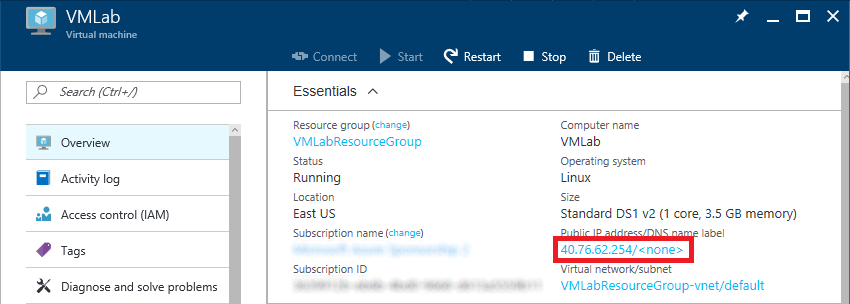 VMLab
Virtual machine
Connect Start Restart Stop Delete
Search (Ctrl+/)
Overview
Activity log
Access control (IAM)
Tags
Diagnose and solve problems
Essentials
Resource group (change)
VMLabResourceGroup
Status
Running
Location
East US
Subscription name (change)
Subscription ID
Computer name
VMLab
Operating system
Linux
Size
Standard DS1 v2 (1 core, 3.5 GB memory)
Public IP address/DNS name label
40.76.62.254/<none>
Virtual network/subnet
VMLabResourceGroup-vnet/default